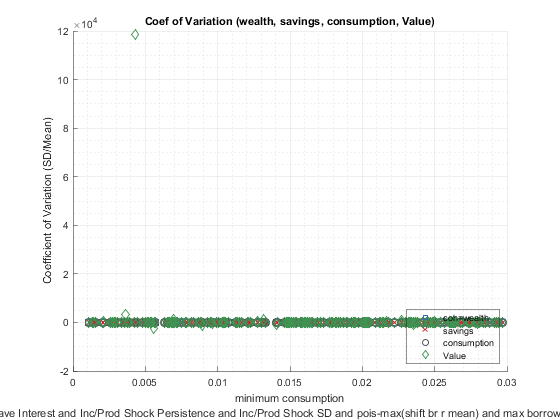 Coef of Variation (wealth, savings, consumption, Value)
×10^4
12
10
8
6
4
2
0
-2
Coefficient of Variation (SD/Mean)
0
0.005
0.01
0.015
0.02
0.025
0.03
coh=wealth
savings
consumption
Value
minimum consumption
ave Interest and Inc/Prod Shock Persistence and Inc/Prod Shock SD and pois-max(shift br r mean) and max borrow